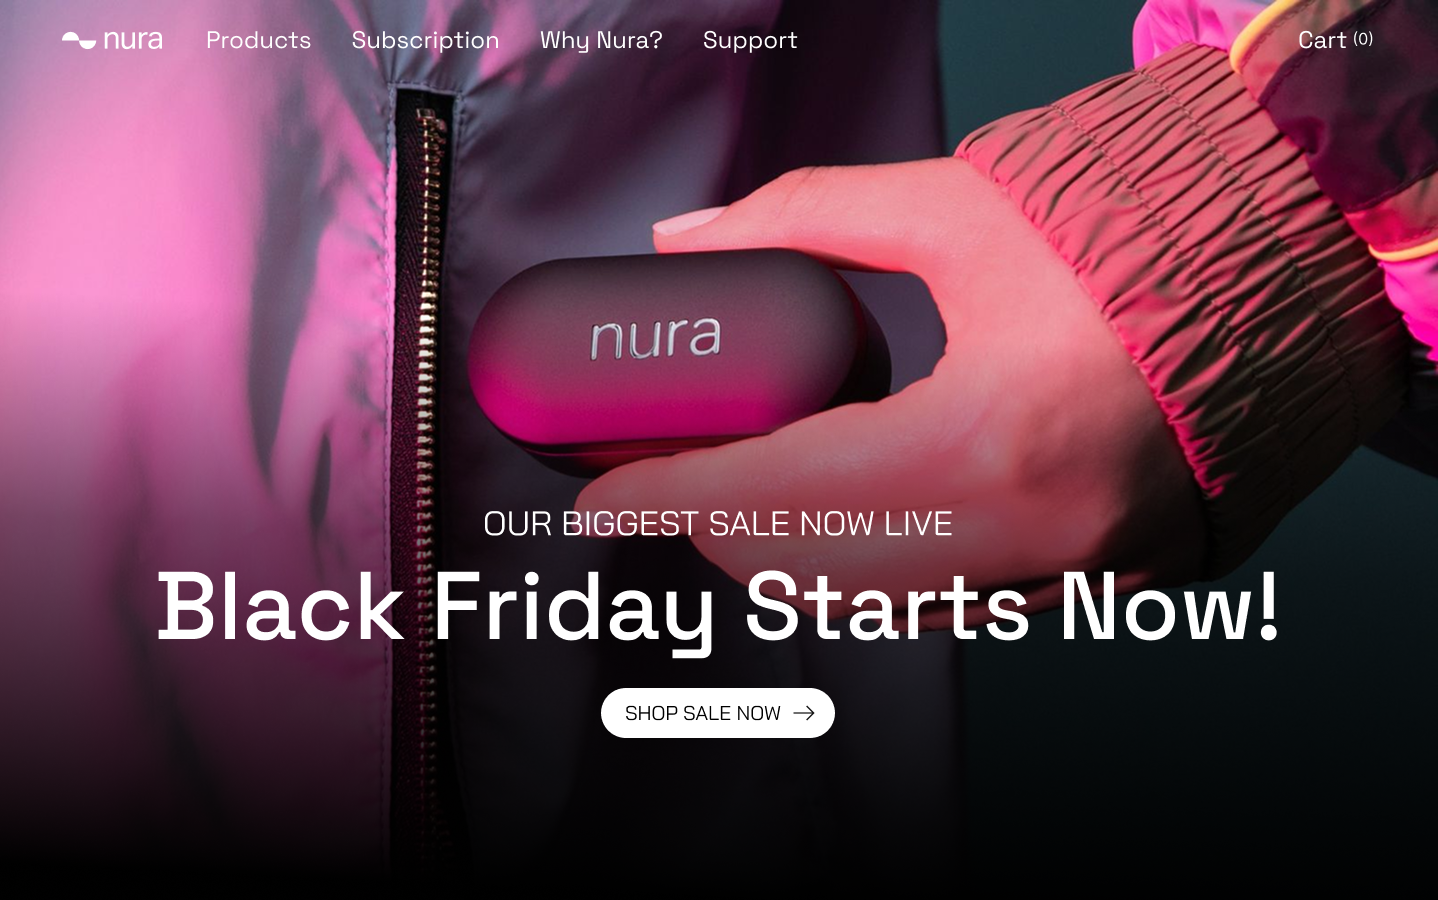 nura Products Subscription Why Nura? Support Cart (0)
nura
OUR BIGGEST SALE NOW LIVE
Black Friday Starts Now!
SHOP SALE NOW